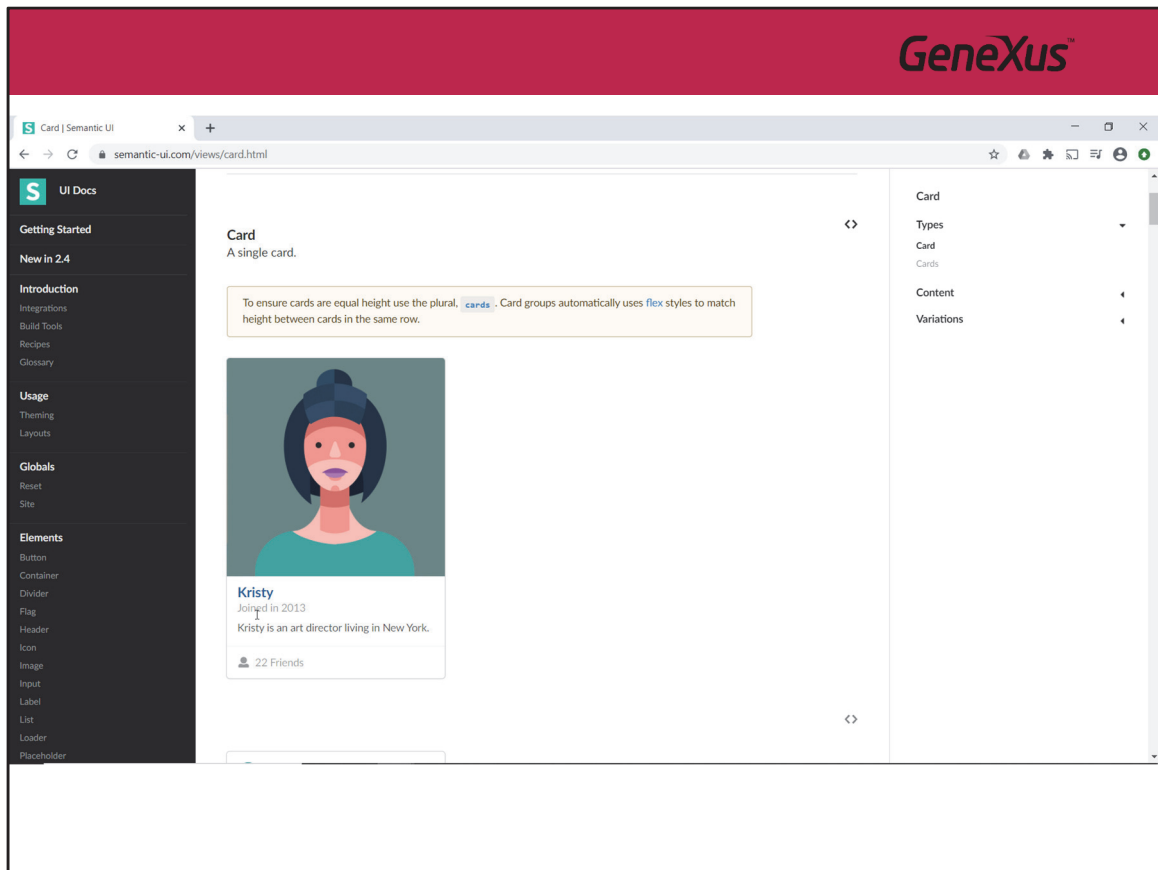 GeneXus™
Card | Semantic UI
semantic-ui.com/views/card.html
S
UI Docs
Getting Started
New in 2.4
Introduction
Integrations
Build Tools
Recipes
Glossary
Usage
Theming
Layouts
Globals
Reset
Site
Elements
Button
Container
Divider
Flag
Header
Icon
Image
Input
Label
List
Loader
Placeholder
Card
A single card.
To ensure cards are equal height use the plural, cards . Card groups automatically uses flex styles to match
height between cards in the same row.
Kristy
Joined in 2013
Kristy is an art director living in New York.
22 Friends
Card
Types
Card
Cards
Content
Variations